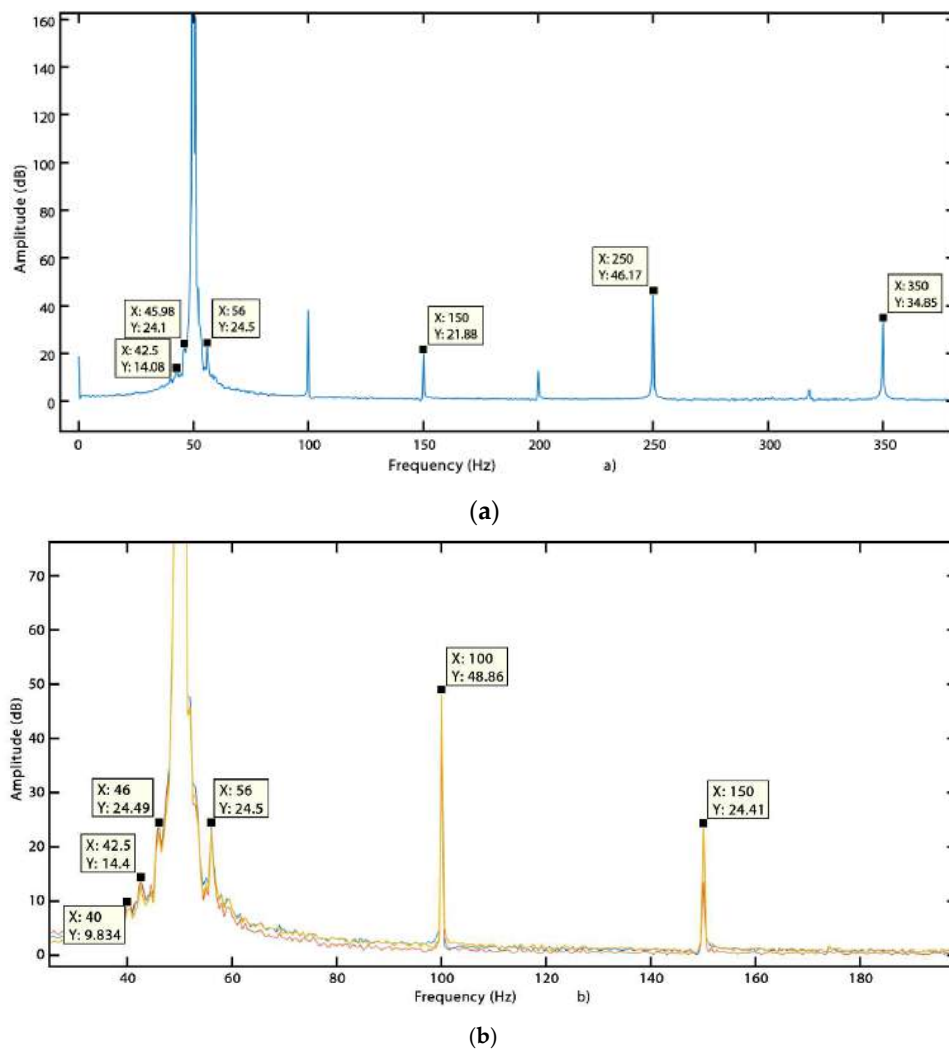 160
140
120
100
80
60
40
20
0
Amplitude (dB)
X: 45.98
Y: 24.1
X: 56
Y: 24.5
X: 42.5
Y: 14.08
X: 150
Y: 21.88
X: 250
Y: 46.17
X: 350
Y: 34.85
0 50 100 150 200 250 300 350
Frequency (Hz) a)
(a)
70
60
50
40
30
20
10
0
Amplitude (dB)
X: 100
Y: 48.86
X: 46
Y: 24.49
X: 56
Y: 24.5
X: 150
Y: 24.41
X: 42.5
Y: 14.4
X: 40
Y: 9.834
40 60 80 100 120 140 160 180
Frequency (Hz) b)
(b)